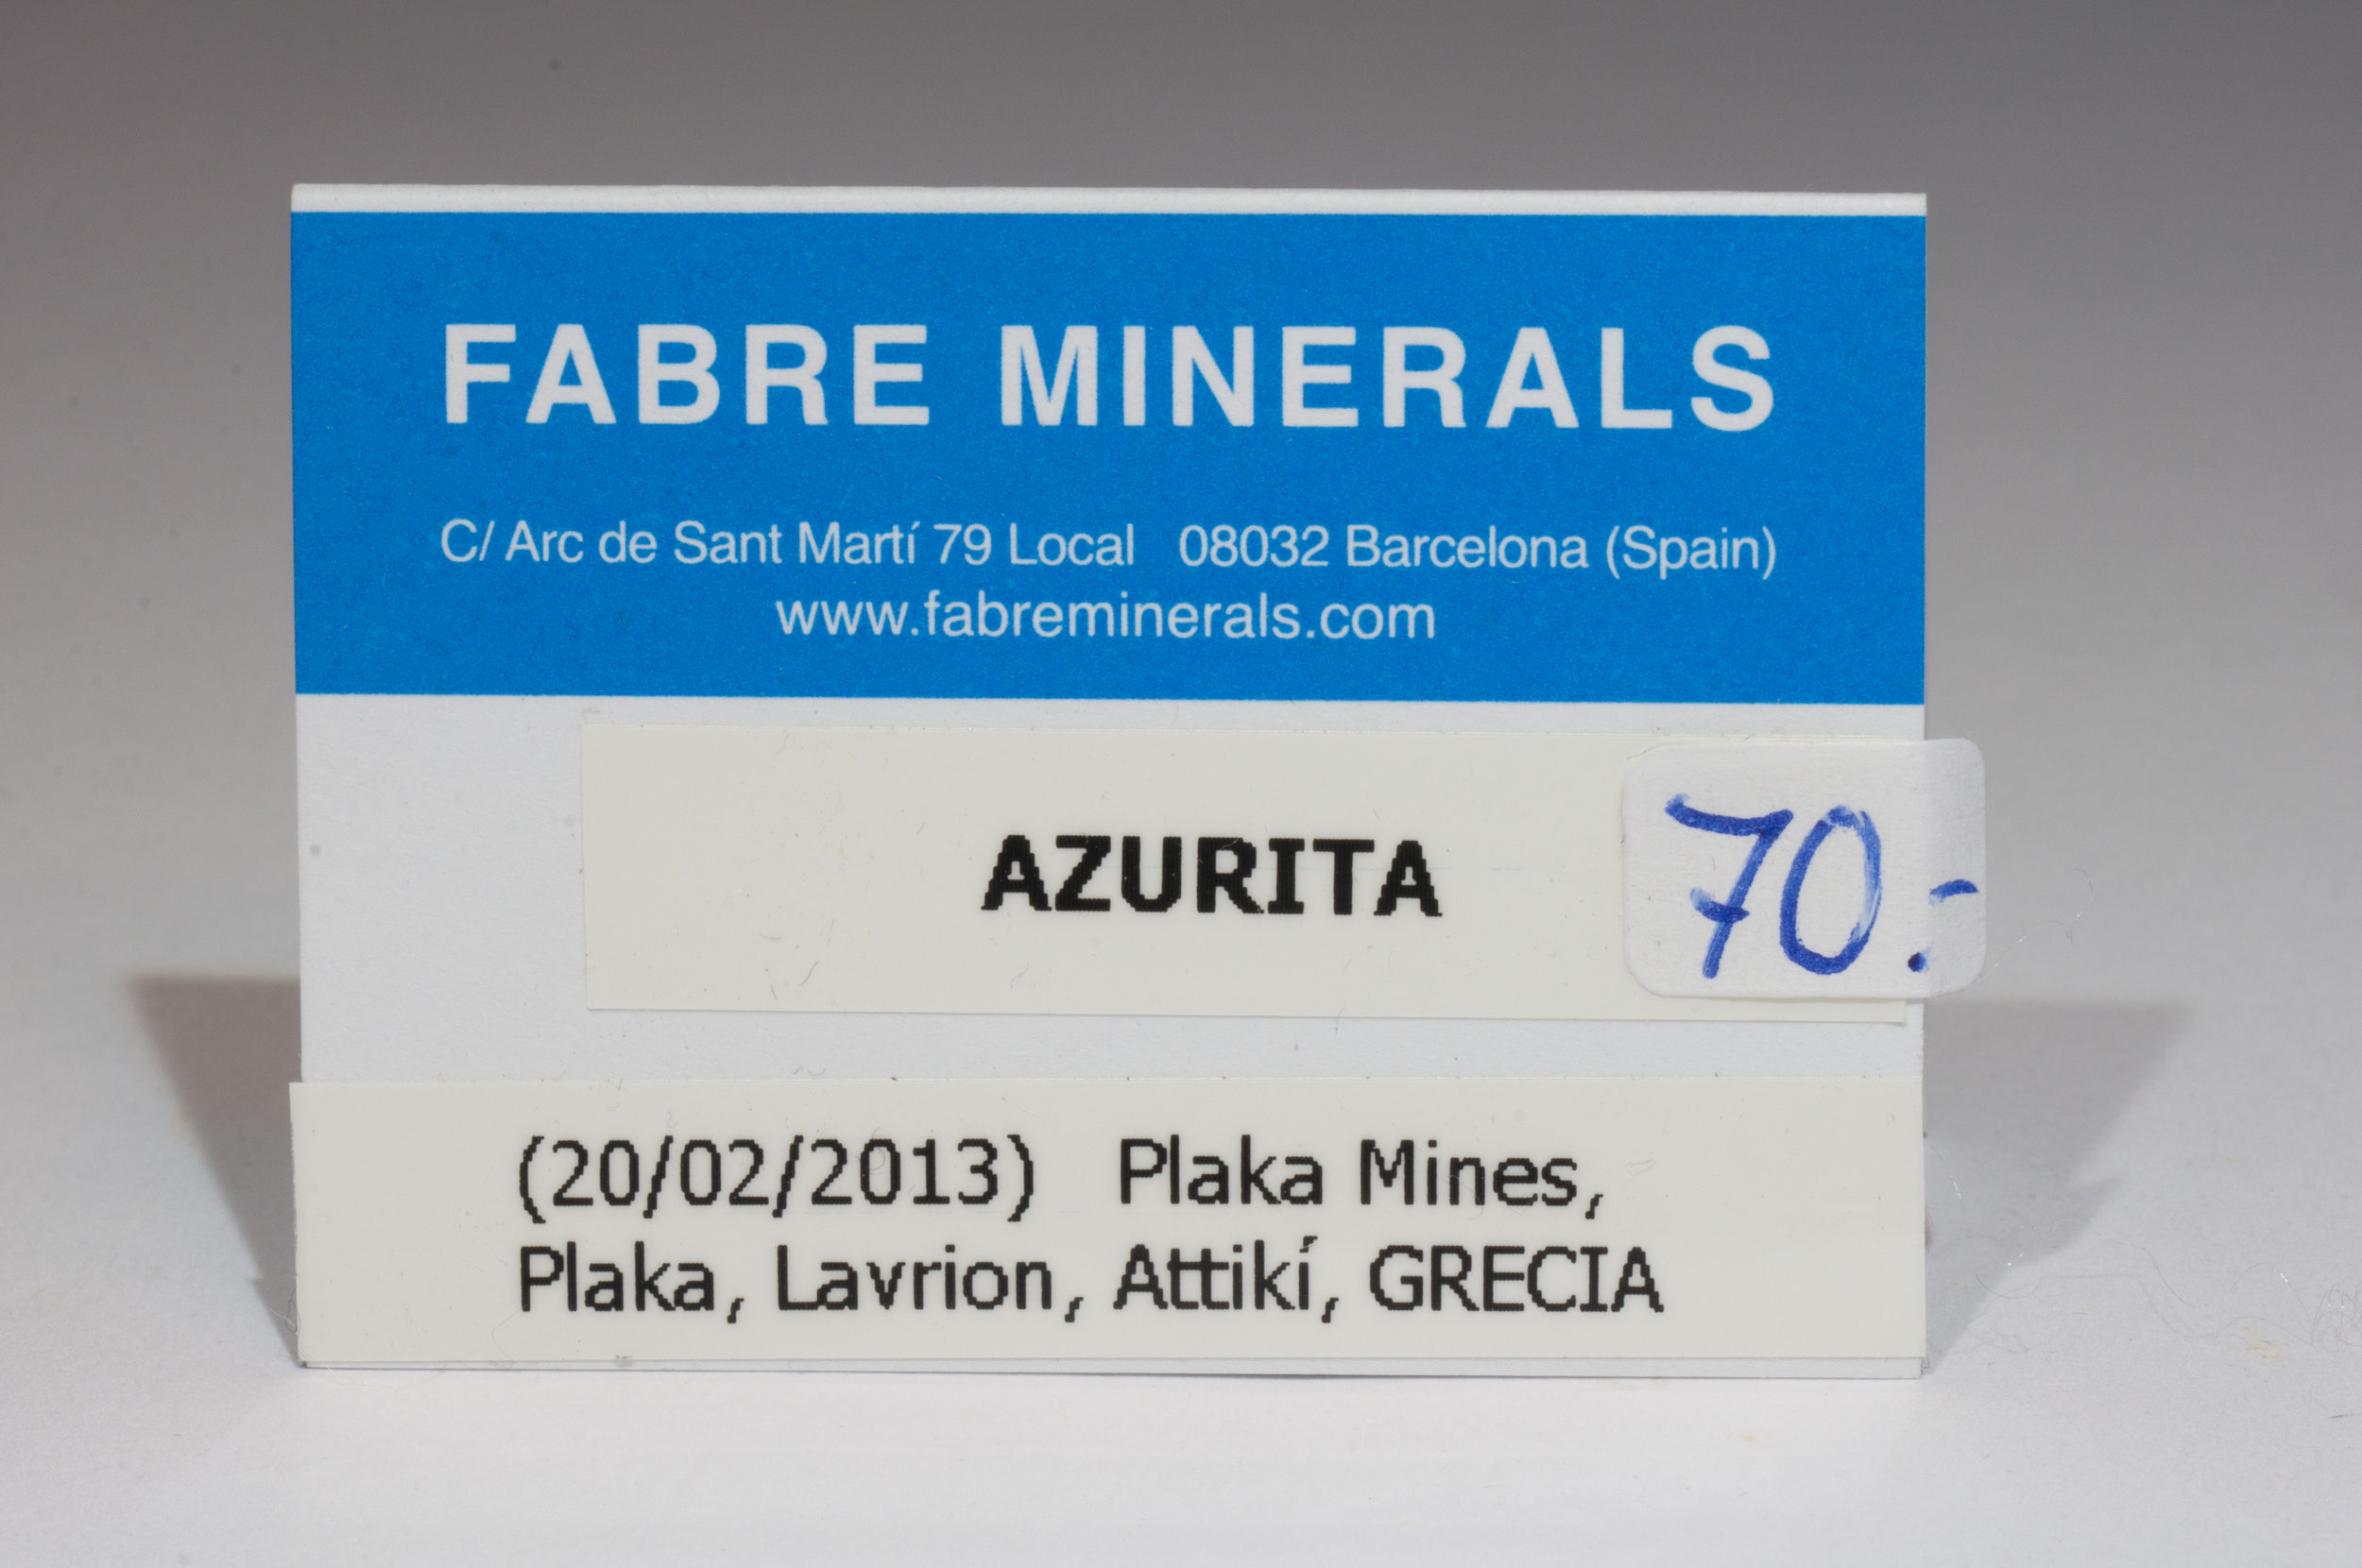 FABRE MINERALS
C/ Arc de Sant Martí 79 Local 08032 Barcelona (Spain)
www.fabreminerals.com
AZURITA
70.-
(20/02/2013) Plaka Mines,
Plaka, Lavrion, Attikí, GRECIA